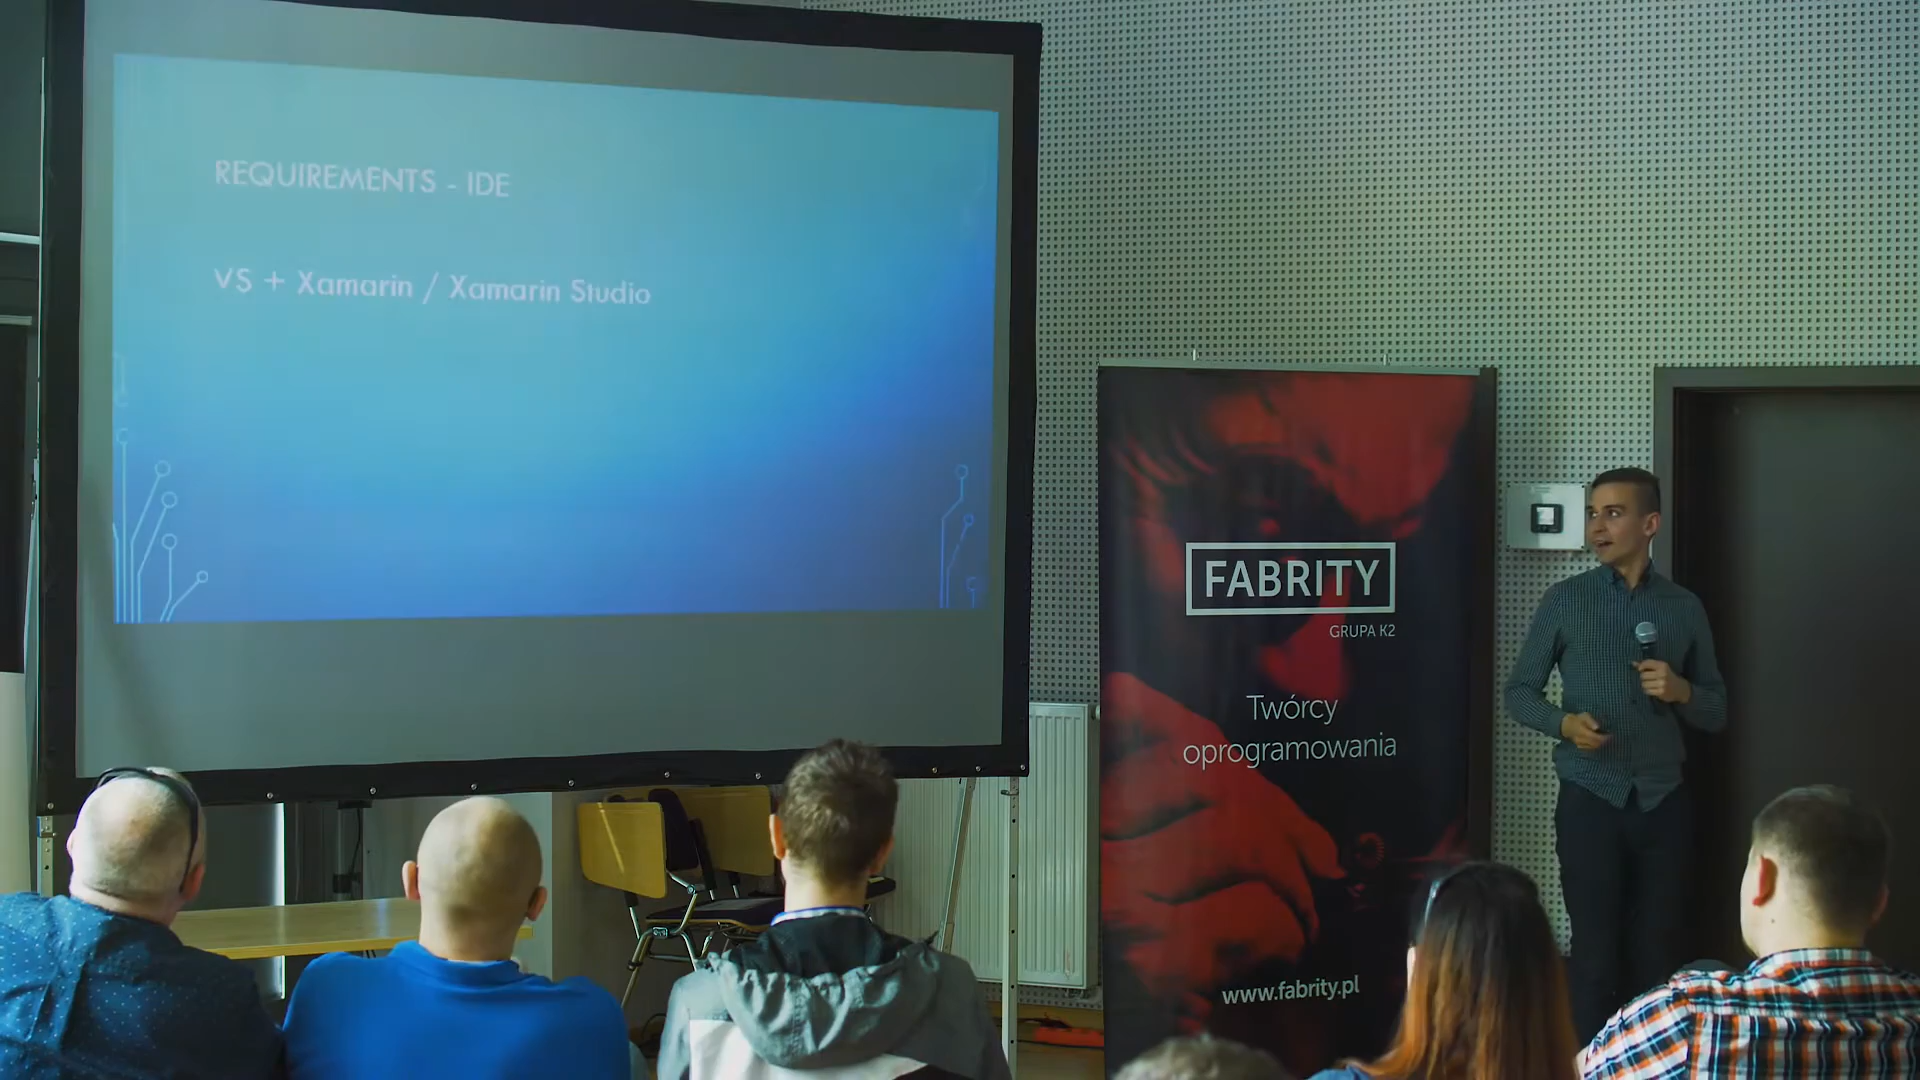 REQUIREMENTS - IDE
VS + Xamarin / Xamarin Studio
FABRITY
GRUPA K2
Twórcy
oprogramowania
www.fabrity.pl